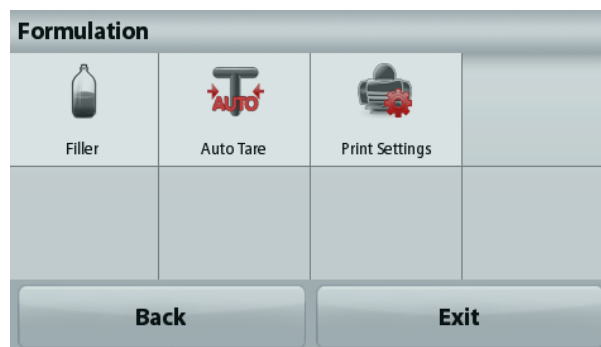 Formulation
AUTO
Filler
Auto Tare
Print Settings
Back
Exit